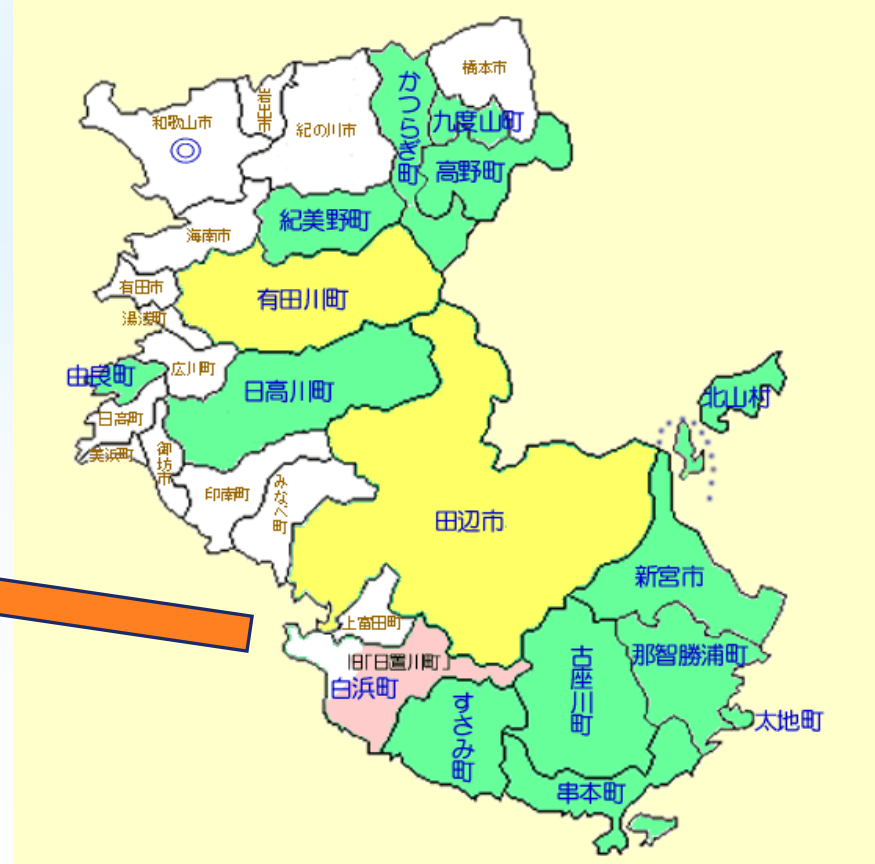 橋本市
かつらぎ町
九度山町
和歌山市
岩出市
紀の川市
高野町
紀美野町
海南市
有田市
有田川町
湯浅町
広川町
由良町
日高川町
北山村
日高町
美浜町
御坊市
印南町
みなべ町
田辺市
新宮市
上富田町
旧「日置川町」
白浜町
那智勝浦町
古座川町
すさみ町
太地町
串本町